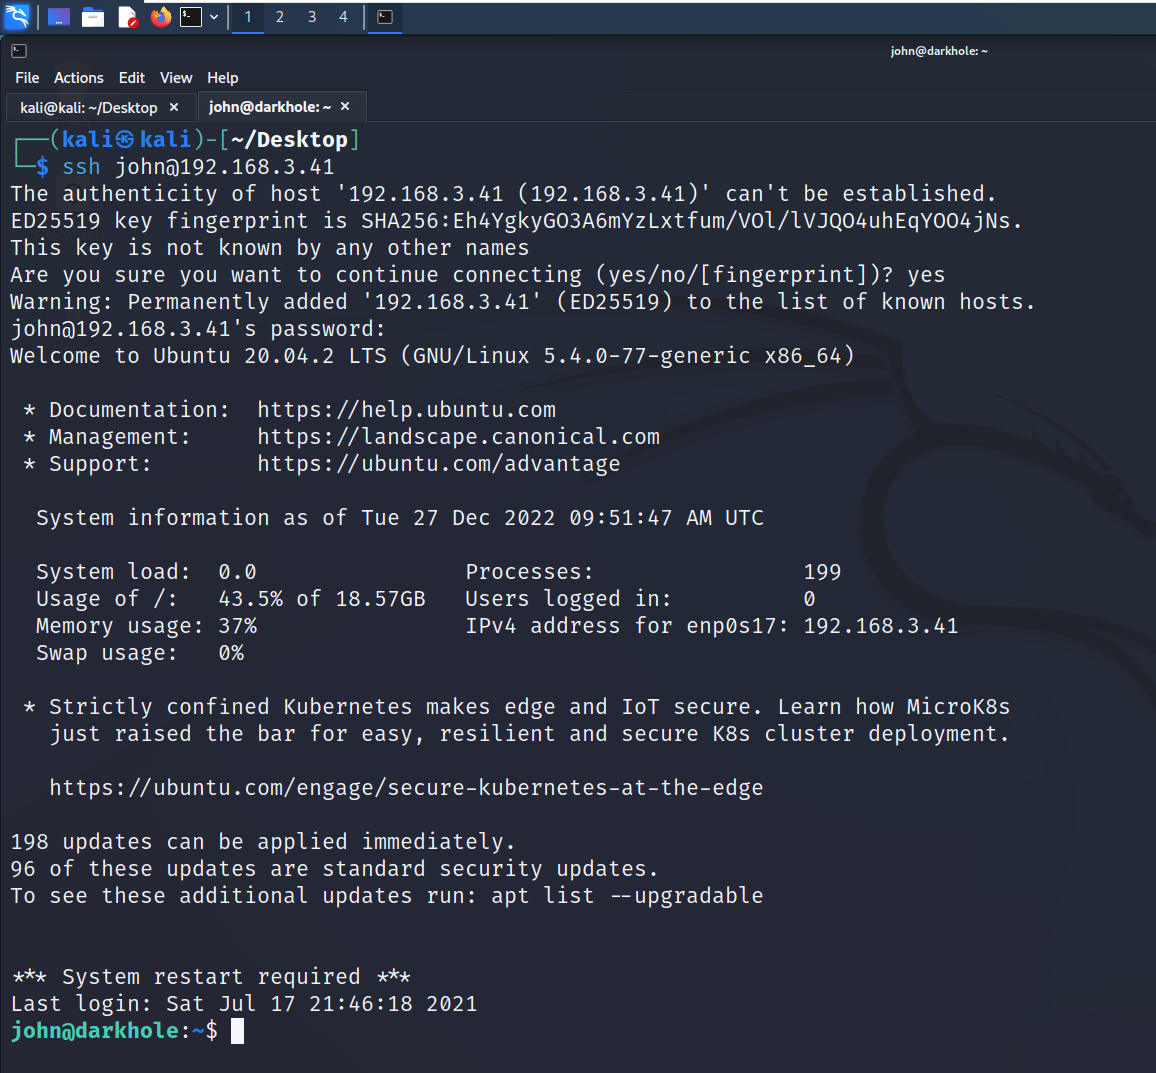 1 2 3 4
john@darkhole: ~
File Actions Edit View Help
kali@kali: ~/Desktop × john@darkhole: ~ ×
┌──(kali㉿kali)-[~/Desktop]
└─$ ssh john@192.168.3.41
The authenticity of host '192.168.3.41 (192.168.3.41)' can't be established.
ED25519 key fingerprint is SHA256:Eh4YgkyGO3A6mYzLxtfum/VOl/lVJQO4uhEqYOO4jNs.
This key is not known by any other names
Are you sure you want to continue connecting (yes/no/[fingerprint])? yes
Warning: Permanently added '192.168.3.41' (ED25519) to the list of known hosts.
john@192.168.3.41's password:
Welcome to Ubuntu 20.04.2 LTS (GNU/Linux 5.4.0-77-generic x86_64)
* Documentation: https://help.ubuntu.com
* Management: https://landscape.canonical.com
* Support: https://ubuntu.com/advantage
System information as of Tue 27 Dec 2022 09:51:47 AM UTC
System load: 0.0 Processes: 199
Usage of /: 43.5% of 18.57GB Users logged in: 0
Memory usage: 37% IPv4 address for enp0s17: 192.168.3.41
Swap usage: 0%
* Strictly confined Kubernetes makes edge and IoT secure. Learn how MicroK8s
just raised the bar for easy, resilient and secure K8s cluster deployment.
https://ubuntu.com/engage/secure-kubernetes-at-the-edge
198 updates can be applied immediately.
96 of these updates are standard security updates.
To see these additional updates run: apt list --upgradable
*** System restart required ***
Last login: Sat Jul 17 21:46:18 2021
john@darkhole:~$